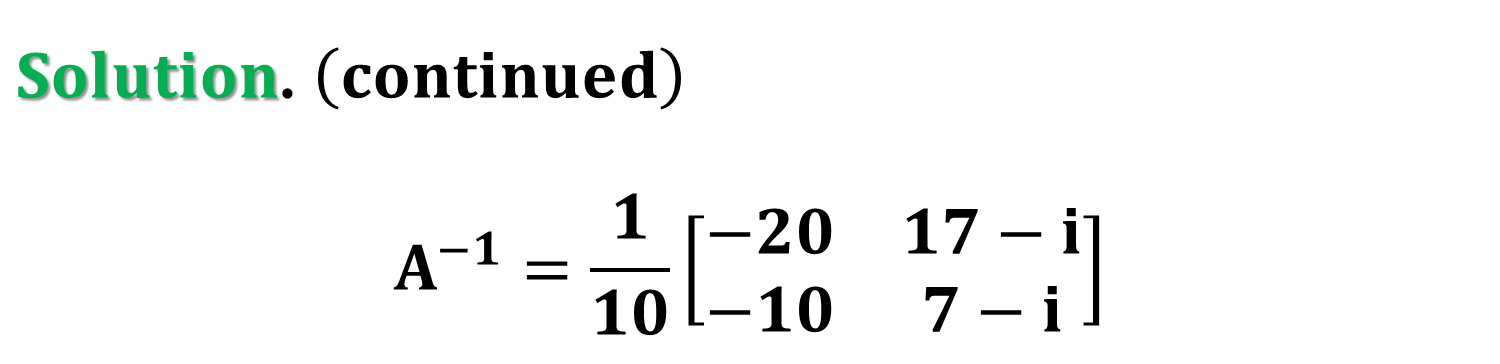 Solution. (continued)
A⁻¹ = 1/10 [−20 17 − i
−10 7 − i]